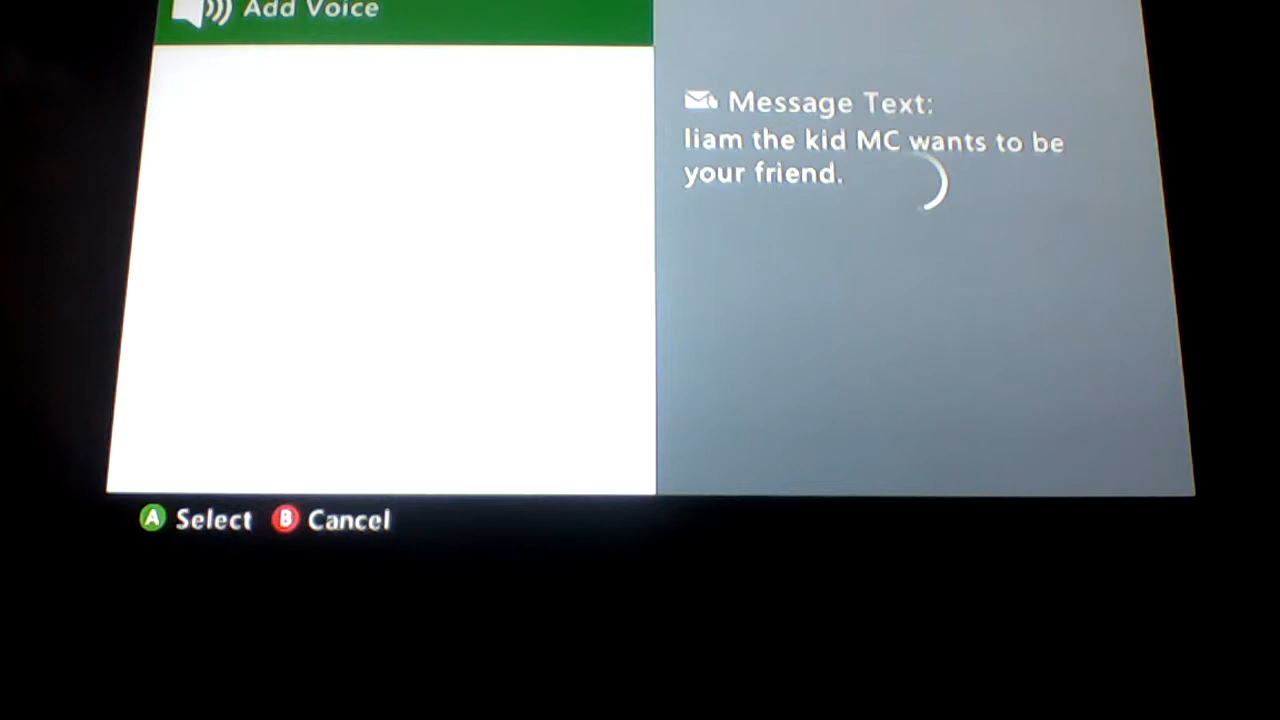 Add Voice
Message Text:
liam the kid MC wants to be
your friend.
A Select B Cancel